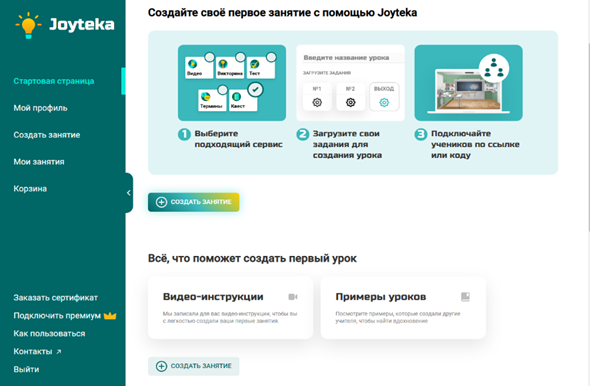 Joyteka
Стартовая страница
Мой профиль
Создать занятие
Мои занятия
Корзина
Заказать сертификат
Подключить премиум
Как пользоваться
Контакты ↗
Выйти
Создайте своё первое занятие с помощью Joyteka
Видео
Викторина
Тест
Термины
Квест
1 Выберите
подходящий сервис
Введите название урока
ЗАГРУЗИТЕ ЗАДАНИЯ
№1
№2
ВЫХОД
2 Загрузите свои
задания для
создания урока
3 Подключайте
учеников по ссылке
или коду
СОЗДАТЬ ЗАНЯТИЕ
Всё, что поможет создать первый урок
Видео-инструкции
Мы записали для вас видео-инструкции, чтобы вы
с легкостью создали ваши первые занятия
Примеры уроков
Посмотрите примеры, которые создали другие
учителя, чтобы найти вдохновение
СОЗДАТЬ ЗАНЯТИЕ